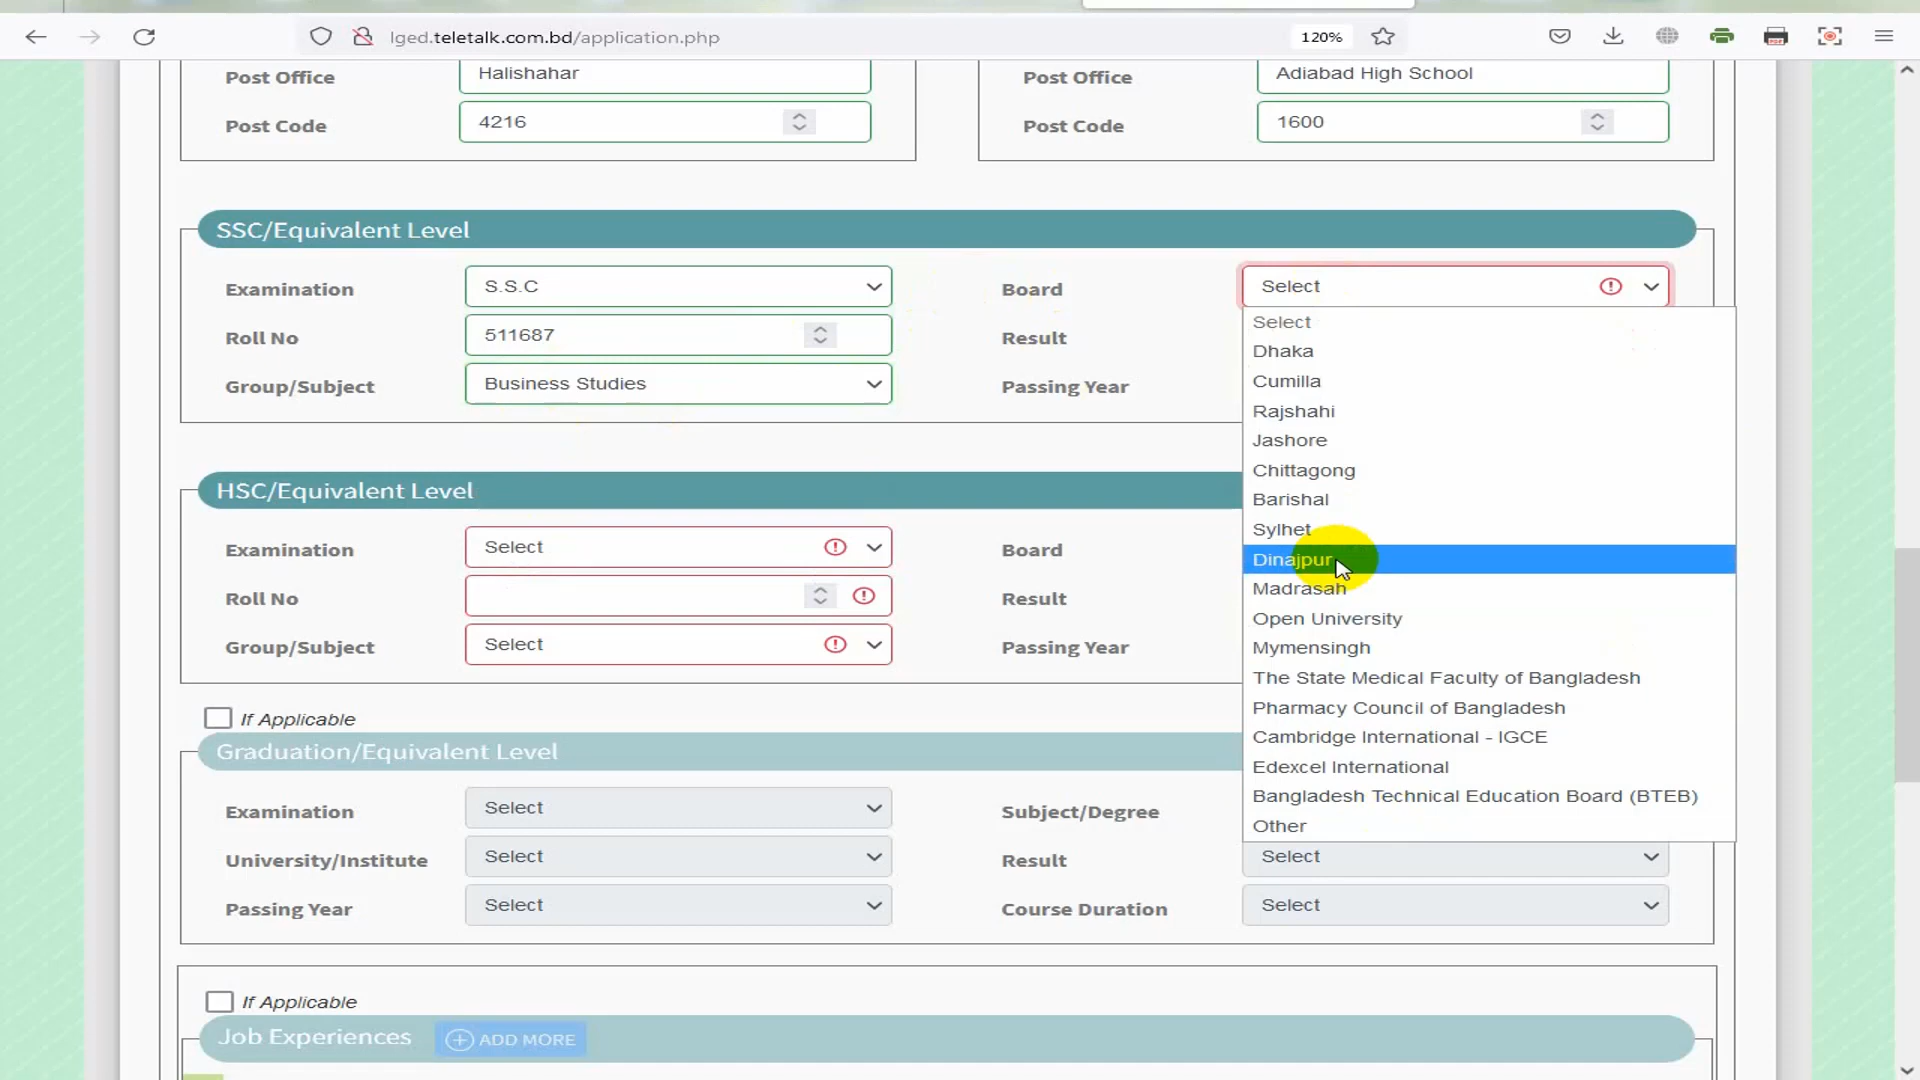 lged.teletalk.com.bd/application.php
120%
Post Office
Halishahar
Post Office
Adiabad High School
Post Code
4216
Post Code
1600
SSC/Equivalent Level
Examination
S.S.C
Board
Select
Roll No
511687
Result
Group/Subject
Business Studies
Passing Year
Select
Dhaka
Cumilla
Rajshahi
Jashore
Chittagong
Barishal
Sylhet
Dinajpur
Madrasah
Open University
Mymensingh
The State Medical Faculty of Bangladesh
Pharmacy Council of Bangladesh
Cambridge International - IGCE
Edexcel International
Bangladesh Technical Education Board (BTEB)
Other
HSC/Equivalent Level
Examination
Select
Board
Roll No
Result
Group/Subject
Select
Passing Year
If Applicable
Graduation/Equivalent Level
Examination
Select
Subject/Degree
University/Institute
Select
Result
Select
Passing Year
Select
Course Duration
Select
If Applicable
Job Experiences
ADD MORE